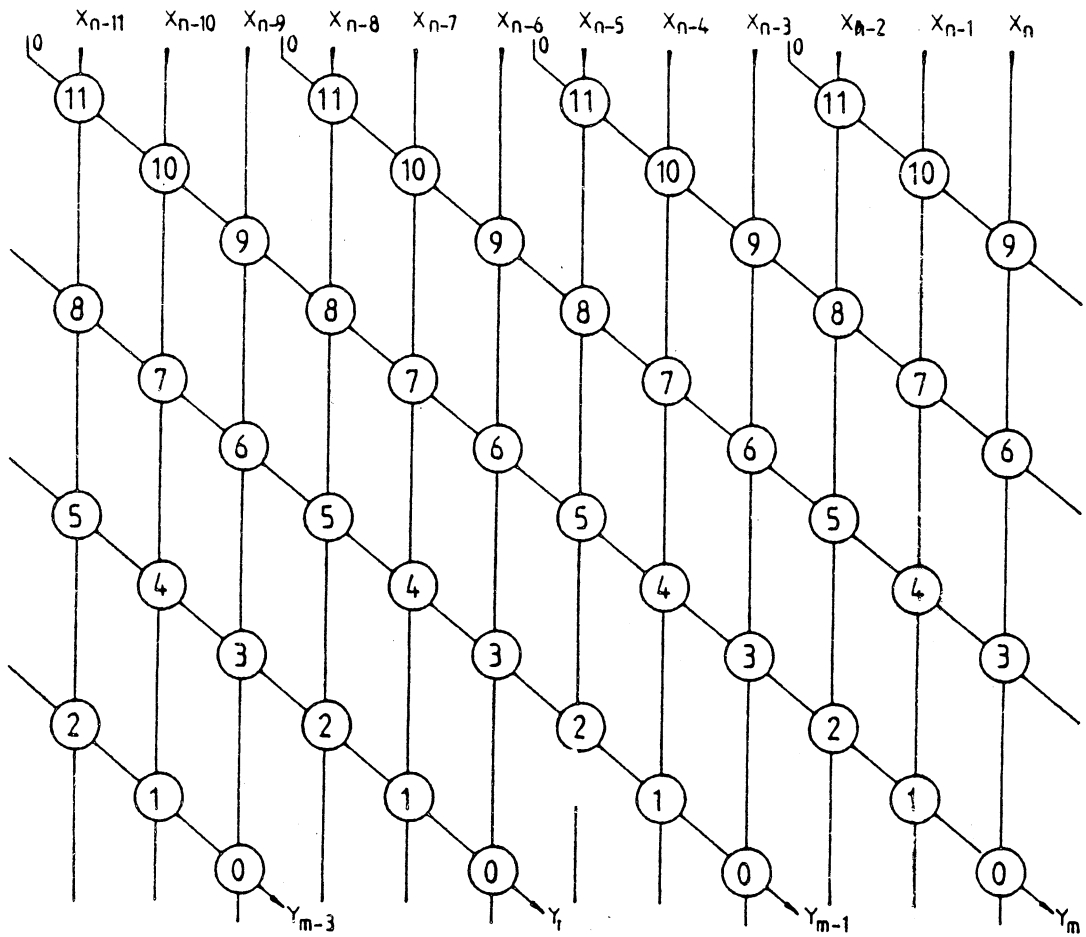 X_{n-11} X_{n-10} X_{n-9} X_{n-8} X_{n-7} X_{n-6} X_{n-5} X_{n-4} X_{n-3} X_{n-2} X_{n-1} X_n
0 0 0 0
11 11 11 11
10 10 10 10
9 9 9 9
8 8 8 8
7 7 7 7
6 6 6 6
5 5 5 5
4 4 4 4
3 3 3 3
2 2 2 2
1 1 1 1
0 0 0 0
Y_{m-3} Y_{m-1} Y_m